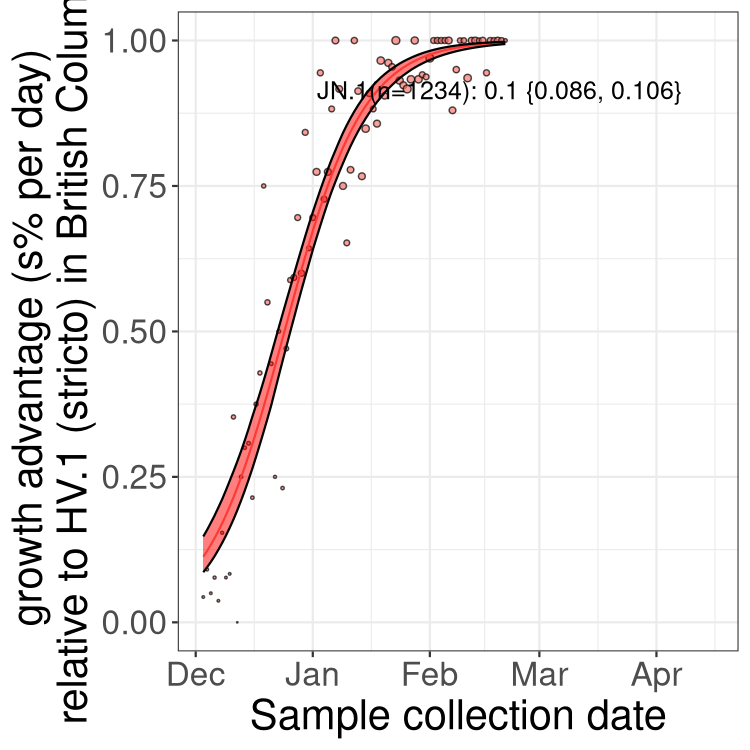 growth advantage (s% per day)
relative to HV.1 (stricto) in British Colum
1.00
0.75
0.50
0.25
0.00
JN.1(n=1234): 0.1 {0.086, 0.106}
Dec Jan Feb Mar Apr
Sample collection date